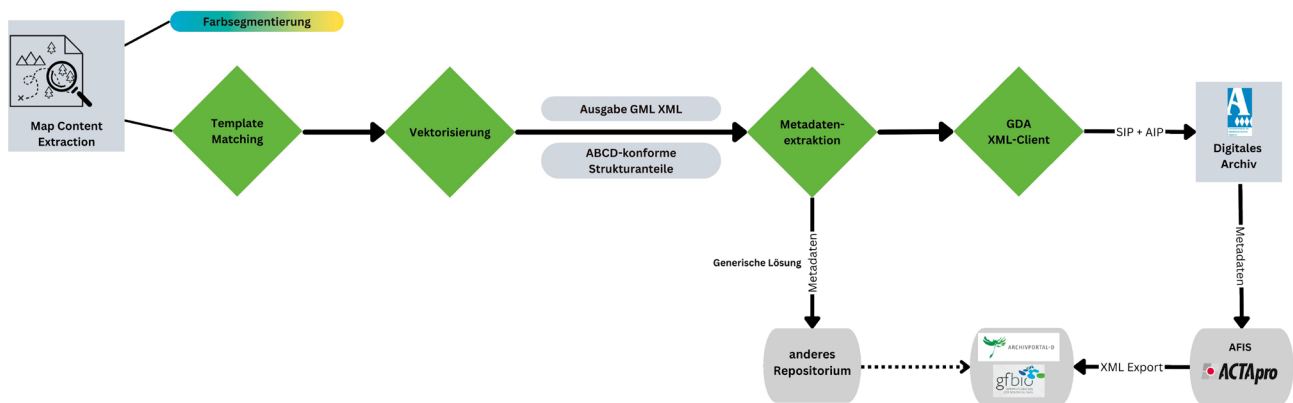 Farbsegmentierung
Map Content
Extraction
Template
Matching
Vektorisierung
Ausgabe GML XML
ABCD-konforme
Strukturanteile
Metadaten-
extraktion
GDA
XML-Client
SIP + AIP
A
Digitales
Archiv
Generische Lösung
Metadaten
Metadaten
anderes
Repositorium
ARCHIVPORTAL-D
gfbio
XML Export
AFIS
ACTApro